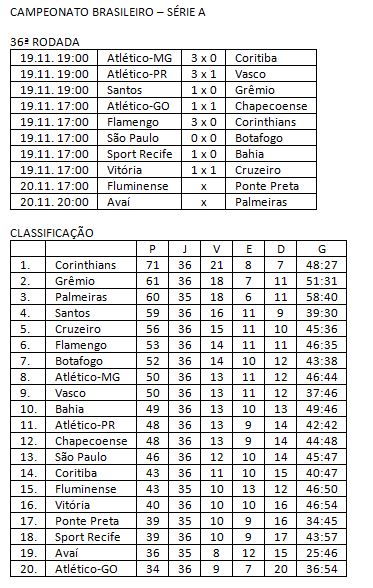 CAMPEONATO BRASILEIRO – SÉRIE A
36ª RODADA
19.11. 19:00 Atlético-MG 3 x 0 Coritiba
19.11. 19:00 Atlético-PR 3 x 1 Vasco
19.11. 19:00 Santos 1 x 0 Grêmio
19.11. 17:00 Atlético-GO 1 x 1 Chapecoense
19.11. 17:00 Flamengo 3 x 0 Corinthians
19.11. 17:00 São Paulo 0 x 0 Botafogo
19.11. 17:00 Sport Recife 1 x 0 Bahia
19.11. 17:00 Vitória 1 x 1 Cruzeiro
20.11. 17:00 Fluminense x Ponte Preta
20.11. 20:00 Avaí x Palmeiras
CLASSIFICAÇÃO
P J V E D G
1. Corinthians 71 36 21 8 7 48:27
2. Grêmio 61 36 18 7 11 51:31
3. Palmeiras 60 35 18 6 11 58:40
4. Santos 59 36 16 11 9 39:30
5. Cruzeiro 56 36 15 11 10 45:36
6. Flamengo 53 36 14 11 11 46:35
7. Botafogo 52 36 14 10 12 43:38
8. Atlético-MG 50 36 13 11 12 46:44
9. Vasco 50 36 13 11 12 37:46
10. Bahia 49 36 13 10 13 49:46
11. Atlético-PR 48 36 13 9 14 42:42
12. Chapecoense 48 36 13 9 14 44:48
13. São Paulo 46 36 12 10 14 45:47
14. Coritiba 43 36 11 10 15 40:47
15. Fluminense 43 35 10 13 12 46:50
16. Vitória 40 36 10 10 16 46:54
17. Ponte Preta 39 35 10 9 16 34:45
18. Sport Recife 39 36 10 9 17 43:57
19. Avaí 36 35 8 12 15 25:46
20. Atlético-GO 34 36 9 7 20 36:54